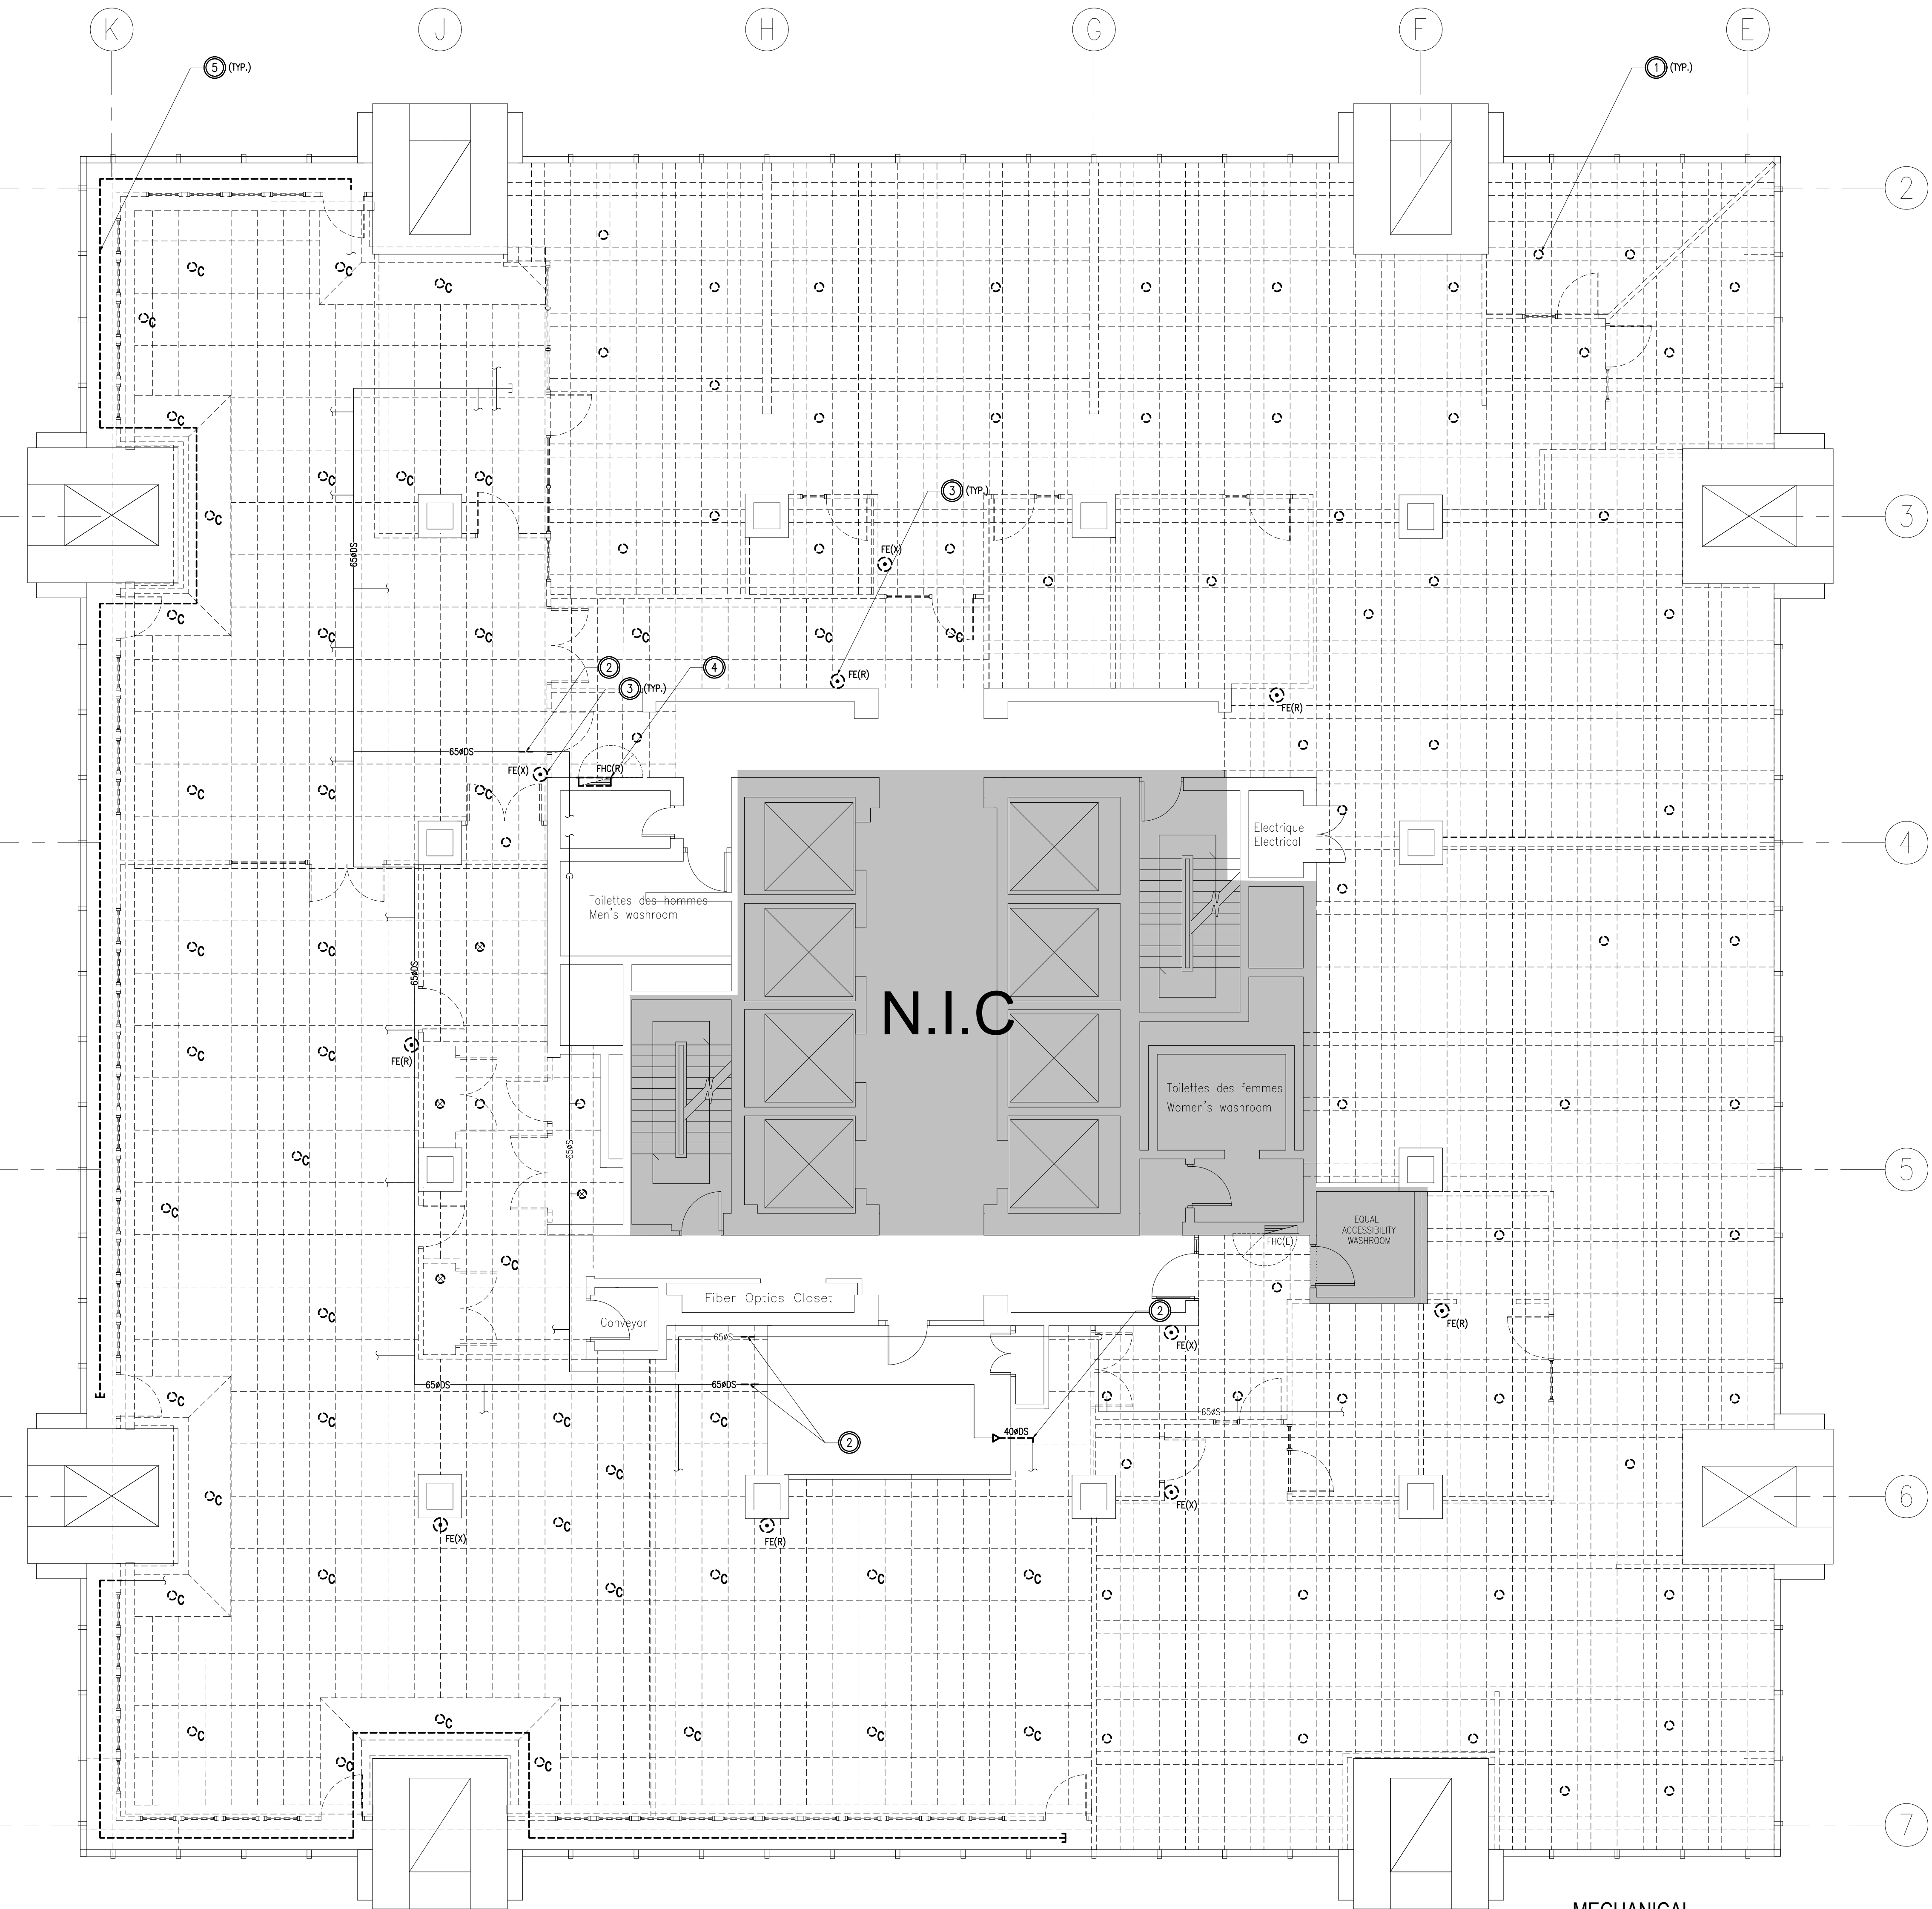 K
J
H
G
F
E
5 (TYP.)
1 (TYP.)
2
C
C
C
C
C
C
C
C
3 (TYP.)
C
3
65øDS
FE(X)
C
C
C
C
C
C
2
4
3 (TYP.)
FE(R)
FE(R)
65øDS
FE(X)
FHC(R)
C
C
C
Electrique
Electrical
4
Toilettes des hommes
Men's washroom
C
C
65øDS
N.I.C
C
C
FE(R)
Toilettes des femmes
Women's washroom
65øS
C
5
C
EQUAL
ACCESSIBILITY
WASHROOM
FHC(E)
C
Fiber Optics Closet
C
Conveyor
2
FE(R)
65øS
FE(X)
65øDS
65øDS
C
65øS
C
C
C
40øDS
2
C
C
FE(X)
6
C
FE(X)
FE(R)
C
C
C
C
C
C
C
C
C
C
C
C
C
7
MECHANICAL